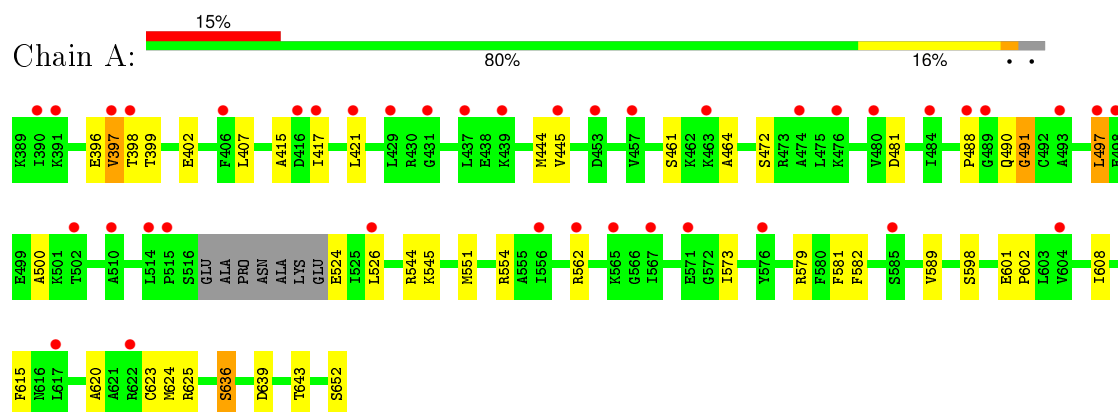 15%
Chain A:
80% 16% • •
K389 I390 K391 E396 V397 T398 T399 E402 F406 L407 A415 D416 I417 L421 L429 R430 G431 L437 E438 K439 M444 V445 D453 V457 S461 K462 K463 A464 S472 R473 A474 L475 K476 V480 D481 I484 P488 G489 Q490 G491 C492 A493 L497
E499 A500 K501 T502 A510 L514 P515 S516 GLU ALA PRO ASN ALA LYS GLU E524 I525 L526 R544 K545 M551 R554 A555 I556 R562 K565 G566 I567 E571 G572 I573 Y576 R579 F580 F581 F582 S585 V589 S598 E601 P602 L603 V604 I608
F615 N616 L617 A620 A621 R622 C623 M624 R625 S636 D639 T643 S652